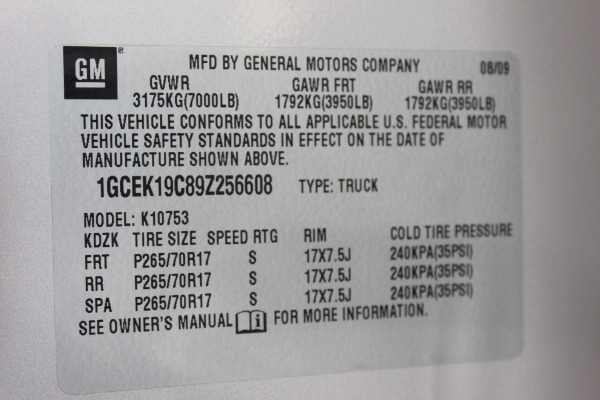 GM MFD BY GENERAL MOTORS COMPANY 08/09
GVWR GAWR FRT GAWR RR
3175KG(7000LB) 1792KG(3950LB) 1792KG(3950LB)
THIS VEHICLE CONFORMS TO ALL APPLICABLE U.S. FEDERAL MOTOR
VEHICLE SAFETY STANDARDS IN EFFECT ON THE DATE OF
MANUFACTURE SHOWN ABOVE.
1GCEK19C89Z256608 TYPE: TRUCK
MODEL: K10753
KDZK TIRE SIZE SPEED RTG RIM COLD TIRE PRESSURE
FRT P265/70R17 S 17X7.5J 240KPA(35PSI)
RR P265/70R17 S 17X7.5J 240KPA(35PSI)
SPA P265/70R17 S 17X7.5J 240KPA(35PSI)
SEE OWNER'S MANUAL i FOR MORE INFORMATION.